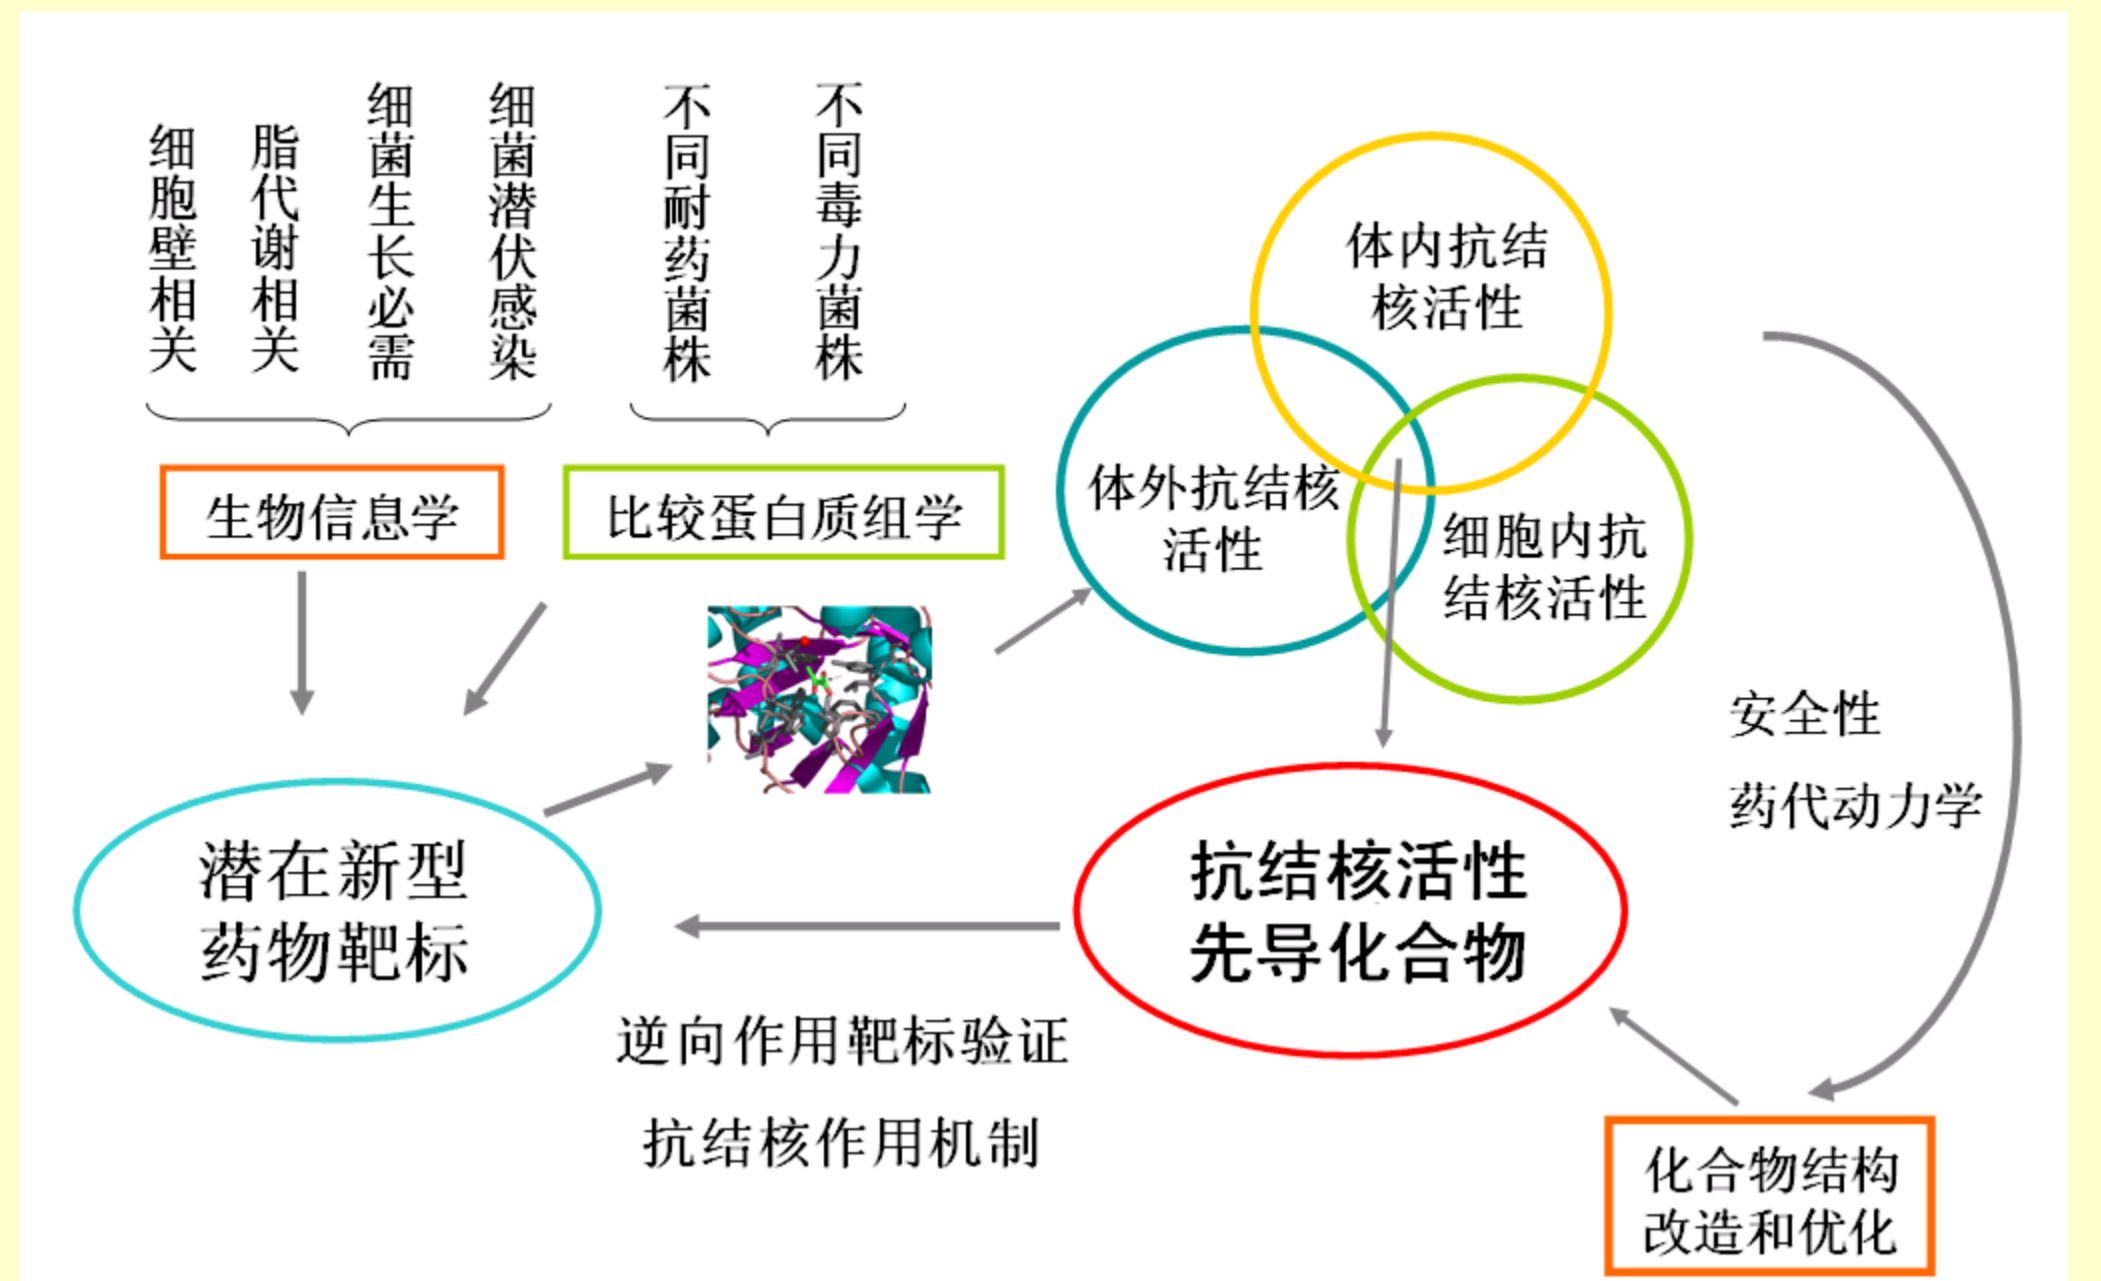 细胞壁相关
脂代谢相关
细菌生长必需
细菌潜伏感染
不同耐药菌株
不同毒力菌株
生物信息学
比较蛋白质组学
体内抗结
核活性
体外抗结核
活性
细胞内抗
结核活性
安全性
药代动力学
潜在新型
药物靶标
抗结核活性
先导化合物
逆向作用靶标验证
抗结核作用机制
化合物结构
改造和优化